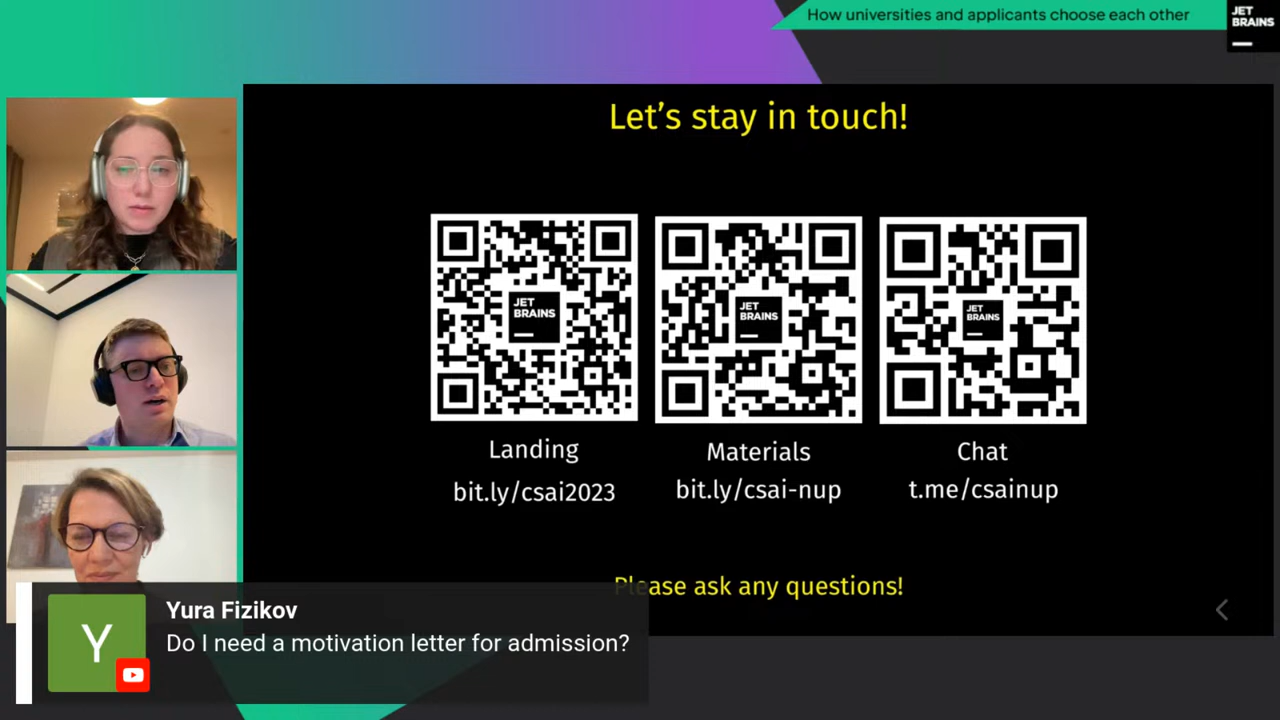 How universities and applicants choose each other
JET
BRAINS
Let's stay in touch!
JET
BRAINS
JET
BRAINS
JET
BRAINS
Landing
Materials
Chat
bit.ly/csai2023
bit.ly/csai-nup
t.me/csainup
Please ask any questions!
Y
Yura Fizikov
Do I need a motivation letter for admission?